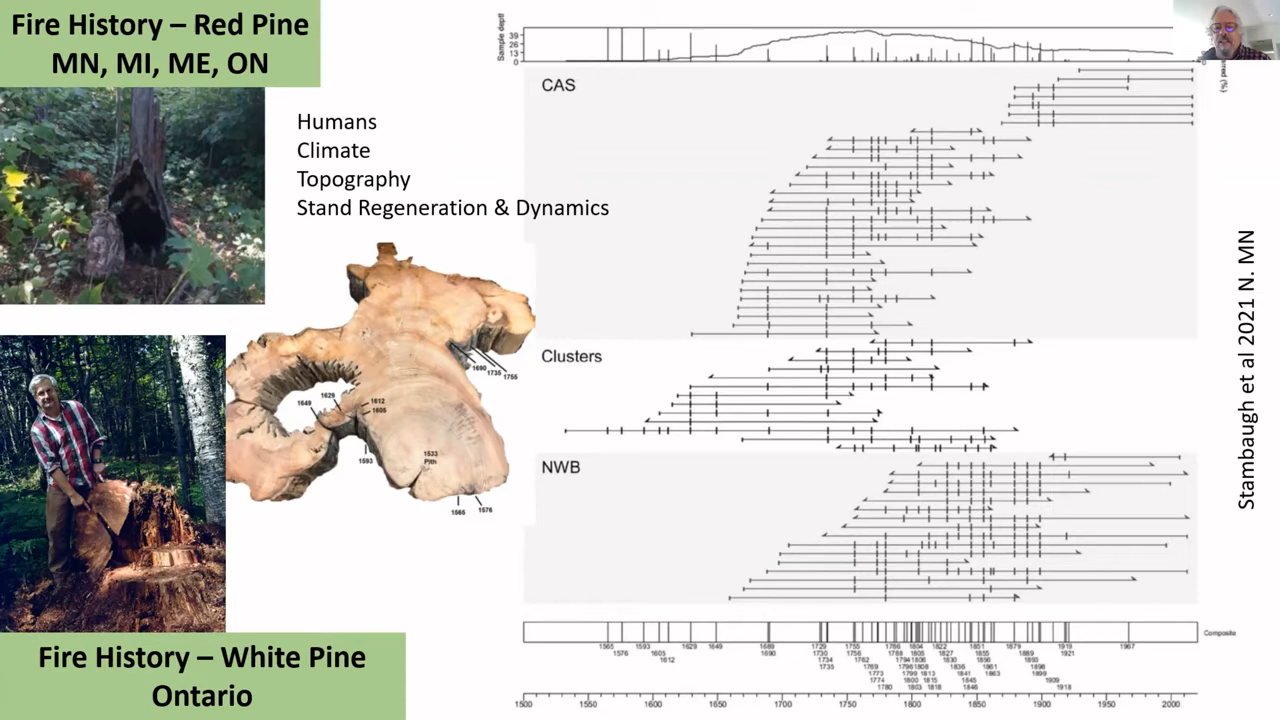 Fire History – Red Pine
MN, MI, ME, ON
Humans
Climate
Topography
Stand Regeneration & Dynamics
Sample depth
39
26
13
0
CAS
Clusters
NWB
1690
1735
1755
1629
1649
1612
1605
1593
1533
Pith
1565
1576
Stambaugh et al 2021 N. MN
Composite
1565 1593 1629 1649 1689 1729 1756 1786 1804 1822 1851 1879 1919 1967
1576 1605 1690 1730 1756 1788 1805 1827 1855 1889 1921
1612 1734 1762 1794 1806 1830 1856 1893
1735 1769 1808 1836 1861 1898
1773 1799 1813 1841 1863 1899
1774 1800 1815 1845 1909
1780 1803 1818 1846 1918
1500 1550 1600 1650 1700 1750 1800 1850 1900 1950 2000
Fire History – White Pine
Ontario